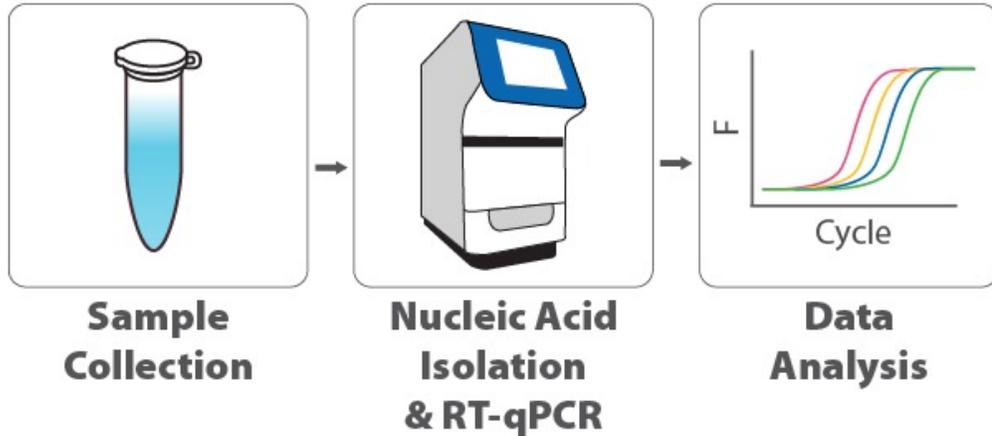 F
Cycle
Sample
Collection
Nucleic Acid
Isolation
& RT-qPCR
Data
Analysis